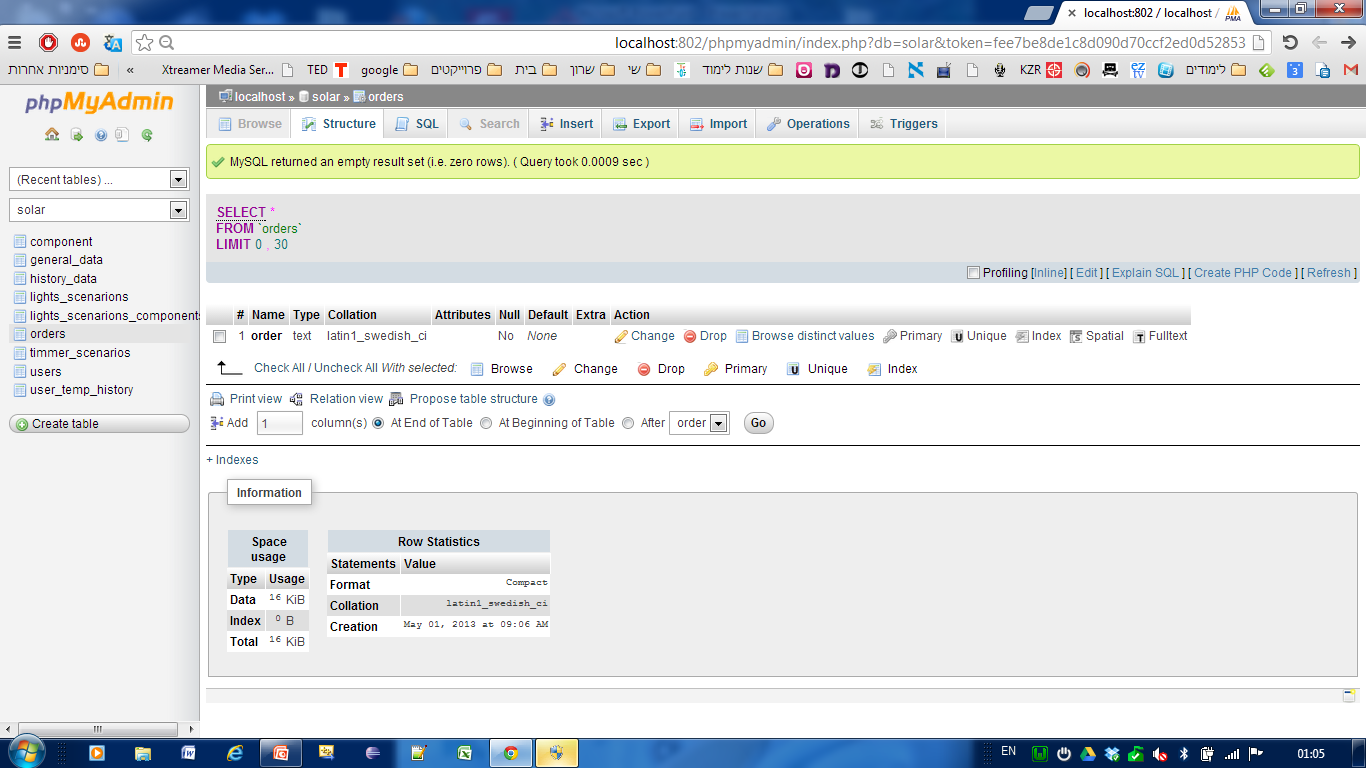 localhost:802 / localhost /
localhost:802/phpmyadmin/index.php?db=solar&token=fee7be8de1c8d090d70ccf2ed0d52853
סימניות אחרות « Xtreamer Media Ser... TED google פרוייקטים בית שרון שי שנות לימוד KZR לימודים
phpMyAdmin
(Recent tables) ...
solar
component
general_data
history_data
lights_scenarions
lights_scenarions_components
orders
timmer_scenarios
users
user_temp_history
Create table
localhost » solar » orders
Browse Structure SQL Search Insert Export Import Operations Triggers
MySQL returned an empty result set (i.e. zero rows). ( Query took 0.0009 sec )
SELECT *
FROM `orders`
LIMIT 0 , 30
Profiling [Inline] [ Edit ] [ Explain SQL ] [ Create PHP Code ] [ Refresh ]
# Name Type Collation Attributes Null Default Extra Action
1 order text latin1_swedish_ci No None Change Drop Browse distinct values Primary Unique Index Spatial Fulltext
Check All / Uncheck All With selected: Browse Change Drop Primary Unique Index
Print view Relation view Propose table structure
Add 1 column(s) At End of Table At Beginning of Table After order Go
+ Indexes
Information
Space usage
Type Usage
Data 16 KiB
Index 0 B
Total 16 KiB
Row Statistics
Statements Value
Format Compact
Collation latin1_swedish_ci
Creation May 01, 2013 at 09:06 AM
EN 01:05